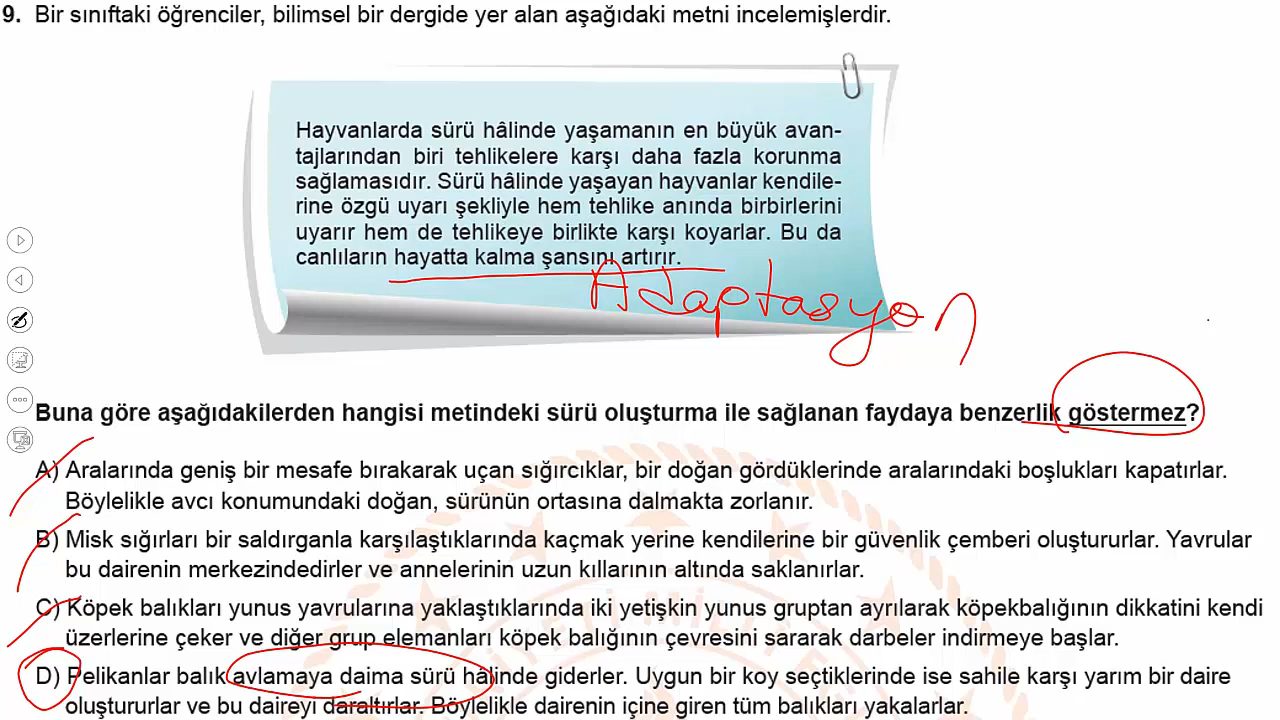 9. Bir sınıftaki öğrenciler, bilimsel bir dergide yer alan aşağıdaki metni incelemişlerdir.
Hayvanlarda sürü hâlinde yaşamanın en büyük avan-
tajlarından biri tehlikelere karşı daha fazla korunma
sağlamasıdır. Sürü hâlinde yaşayan hayvanlar kendile-
rine özgü uyarı şekliyle hem tehlike anında birbirlerini
uyarır hem de tehlikeye birlikte karşı koyarlar. Bu da
canlıların hayatta kalma şansını artırır.
Adaptasyon
Buna göre aşağıdakilerden hangisi metindeki sürü oluşturma ile sağlanan faydaya benzerlik göstermez?
A) Aralarında geniş bir mesafe bırakarak uçan sığırcıklar, bir doğan gördüklerinde aralarındaki boşlukları kapatırlar.
Böylelikle avcı konumundaki doğan, sürünün ortasına dalmakta zorlanır.
B) Misk sığırları bir saldırganla karşılaştıklarında kaçmak yerine kendilerine bir güvenlik çemberi oluştururlar. Yavrular
bu dairenin merkezindedirler ve annelerinin uzun kıllarının altında saklanırlar.
C) Köpek balıkları yunus yavrularına yaklaştıklarında iki yetişkin yunus gruptan ayrılarak köpekbalığının dikkatini kendi
üzerlerine çeker ve diğer grup elemanları köpek balığının çevresini sararak darbeler indirmeye başlar.
D) Pelikanlar balık avlamaya daima sürü hâlinde giderler. Uygun bir koy seçtiklerinde ise sahile karşı yarım bir daire
oluştururlar ve bu daireyi daraltırlar. Böylelikle dairenin içine giren tüm balıkları yakalarlar.